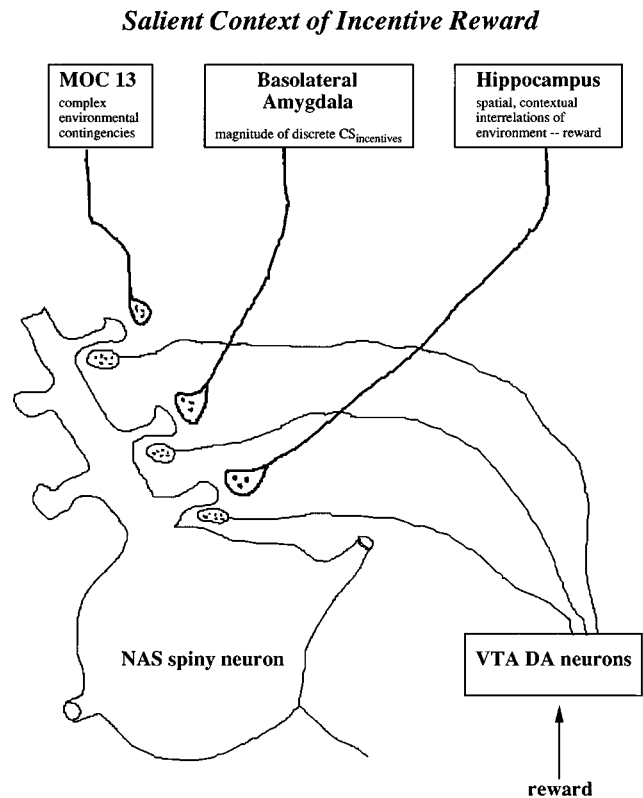 Salient Context of Incentive Reward
MOC 13
complex
environmental
contingencies
Basolateral
Amygdala
magnitude of discrete CSincentives
Hippocampus
spatial, contextual
interrelations of
environment -- reward
NAS spiny neuron
VTA DA neurons
reward